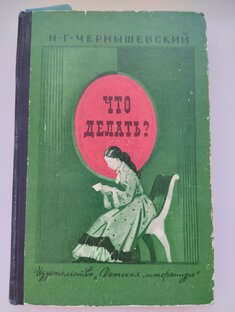 Н·Г·ЧЕРНЫШЕВСКИЙ
ЧТО
ДЕЛАТЬ?
Издательство „Детская литература"